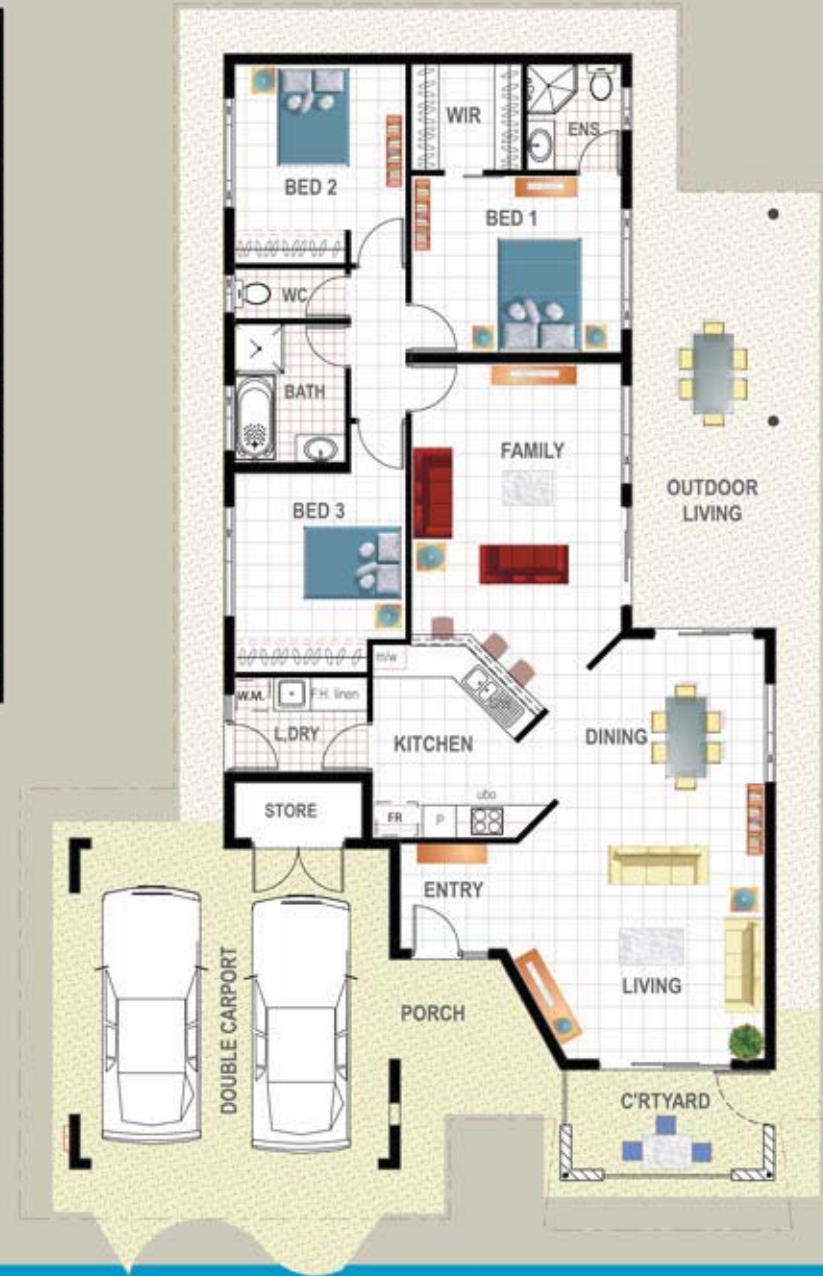 WIR
ENS
BED 2
BED 1
WC
BATH
FAMILY
OUTDOOR
LIVING
BED 3
m/w
W.M.
F.H. linen
L,DRY
KITCHEN
DINING
ubo
STORE
FR
P
ENTRY
LIVING
PORCH
DOUBLE CARPORT
C'RTYARD